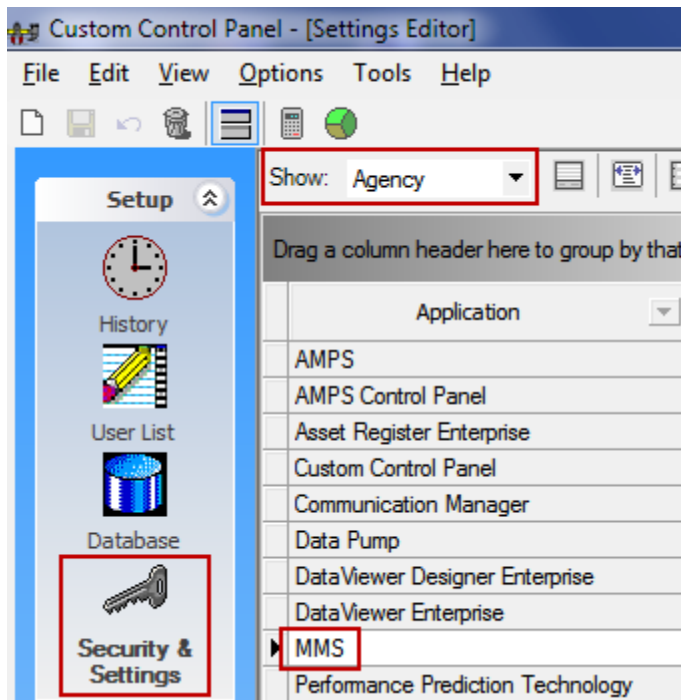 Custom Control Panel - [Settings Editor]
File Edit View Options Tools Help
Show: Agency
Setup
Drag a column header here to group by that
Application
History
AMPS
AMPS Control Panel
User List
Asset Register Enterprise
Custom Control Panel
Communication Manager
Database
Data Pump
DataViewer Designer Enterprise
DataViewer Enterprise
Security &
Settings
MMS
Performance Prediction Technology